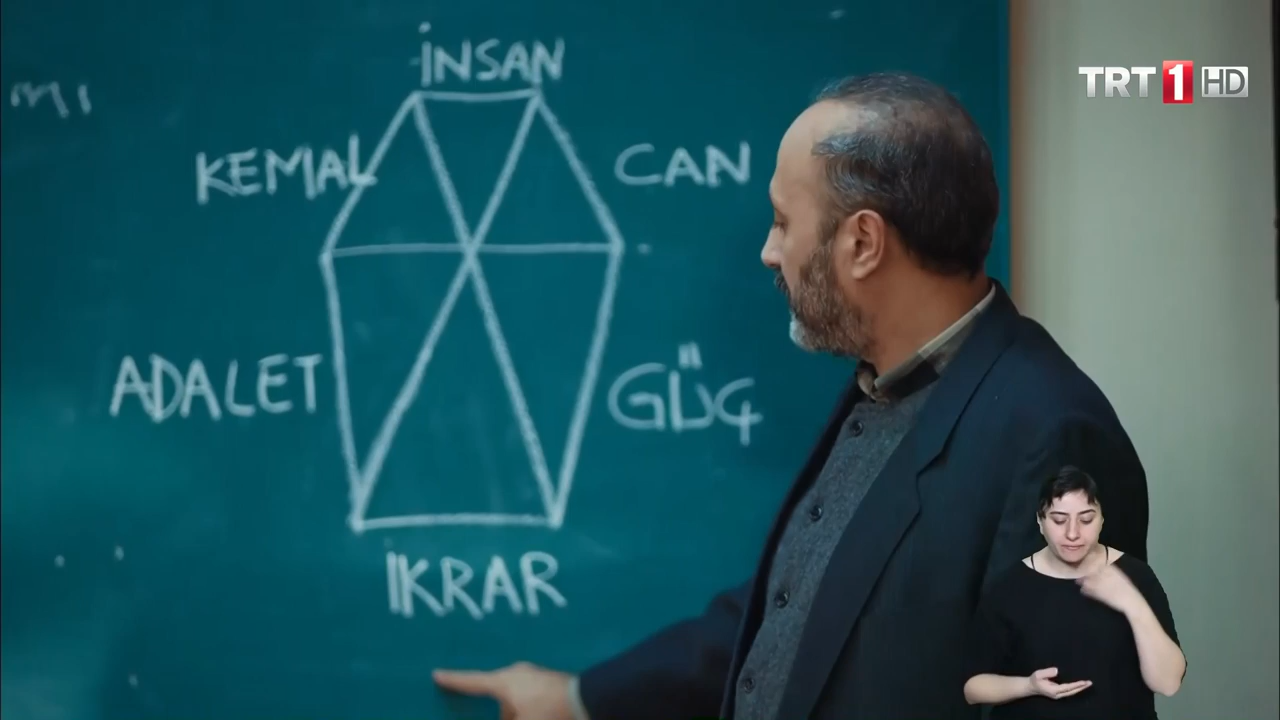 TRT 1 HD
İNSAN
KEMAL
CAN
ADALET
GÜÇ
IKRAR